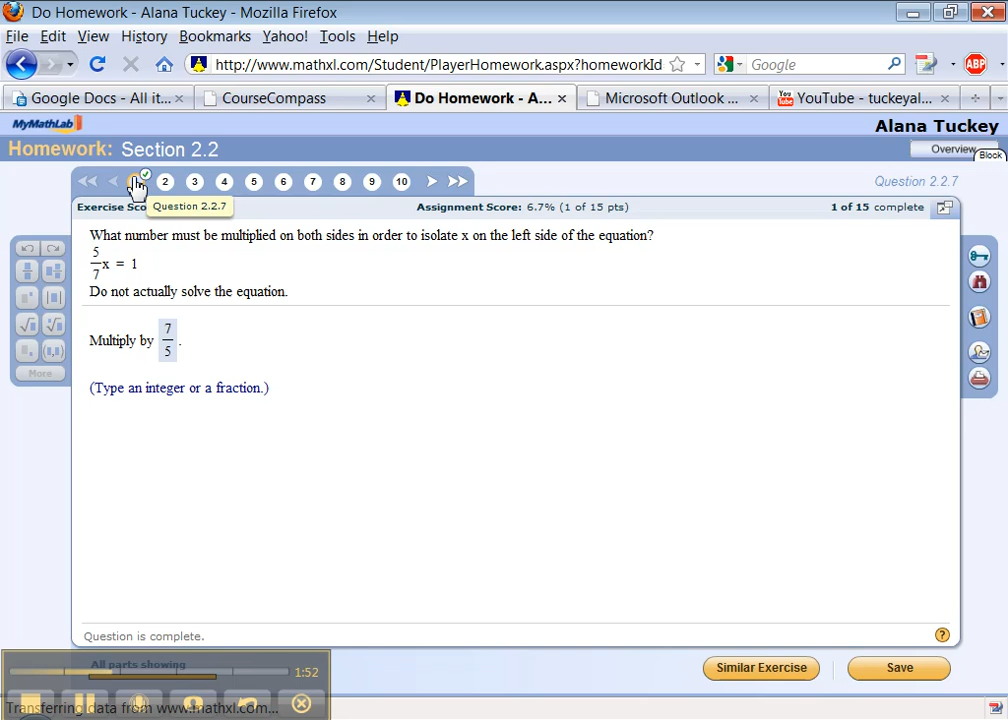 Do Homework - Alana Tuckey - Mozilla Firefox
File Edit View History Bookmarks Yahoo! Tools Help
http://www.mathxl.com/Student/PlayerHomework.aspx?homeworkId
Google
ABP
Google Docs - All it...
CourseCompass
Do Homework - A...
Microsoft Outlook ...
You Tube YouTube - tuckeyal...
MyMathLab
Alana Tuckey
Homework: Section 2.2
Overview
Block
2 3 4 5 6 7 8 9 10
Question 2.2.7
Question 2.2.7
Exercise Sco
Assignment Score: 6.7% (1 of 15 pts)
1 of 15 complete
What number must be multiplied on both sides in order to isolate x on the left side of the equation?
5/7 x = 1
Do not actually solve the equation.
Multiply by 7/5.
(Type an integer or a fraction.)
More
Question is complete.
?
All parts showing
1:52
Similar Exercise
Save
Transferring data from www.mathxl.com...